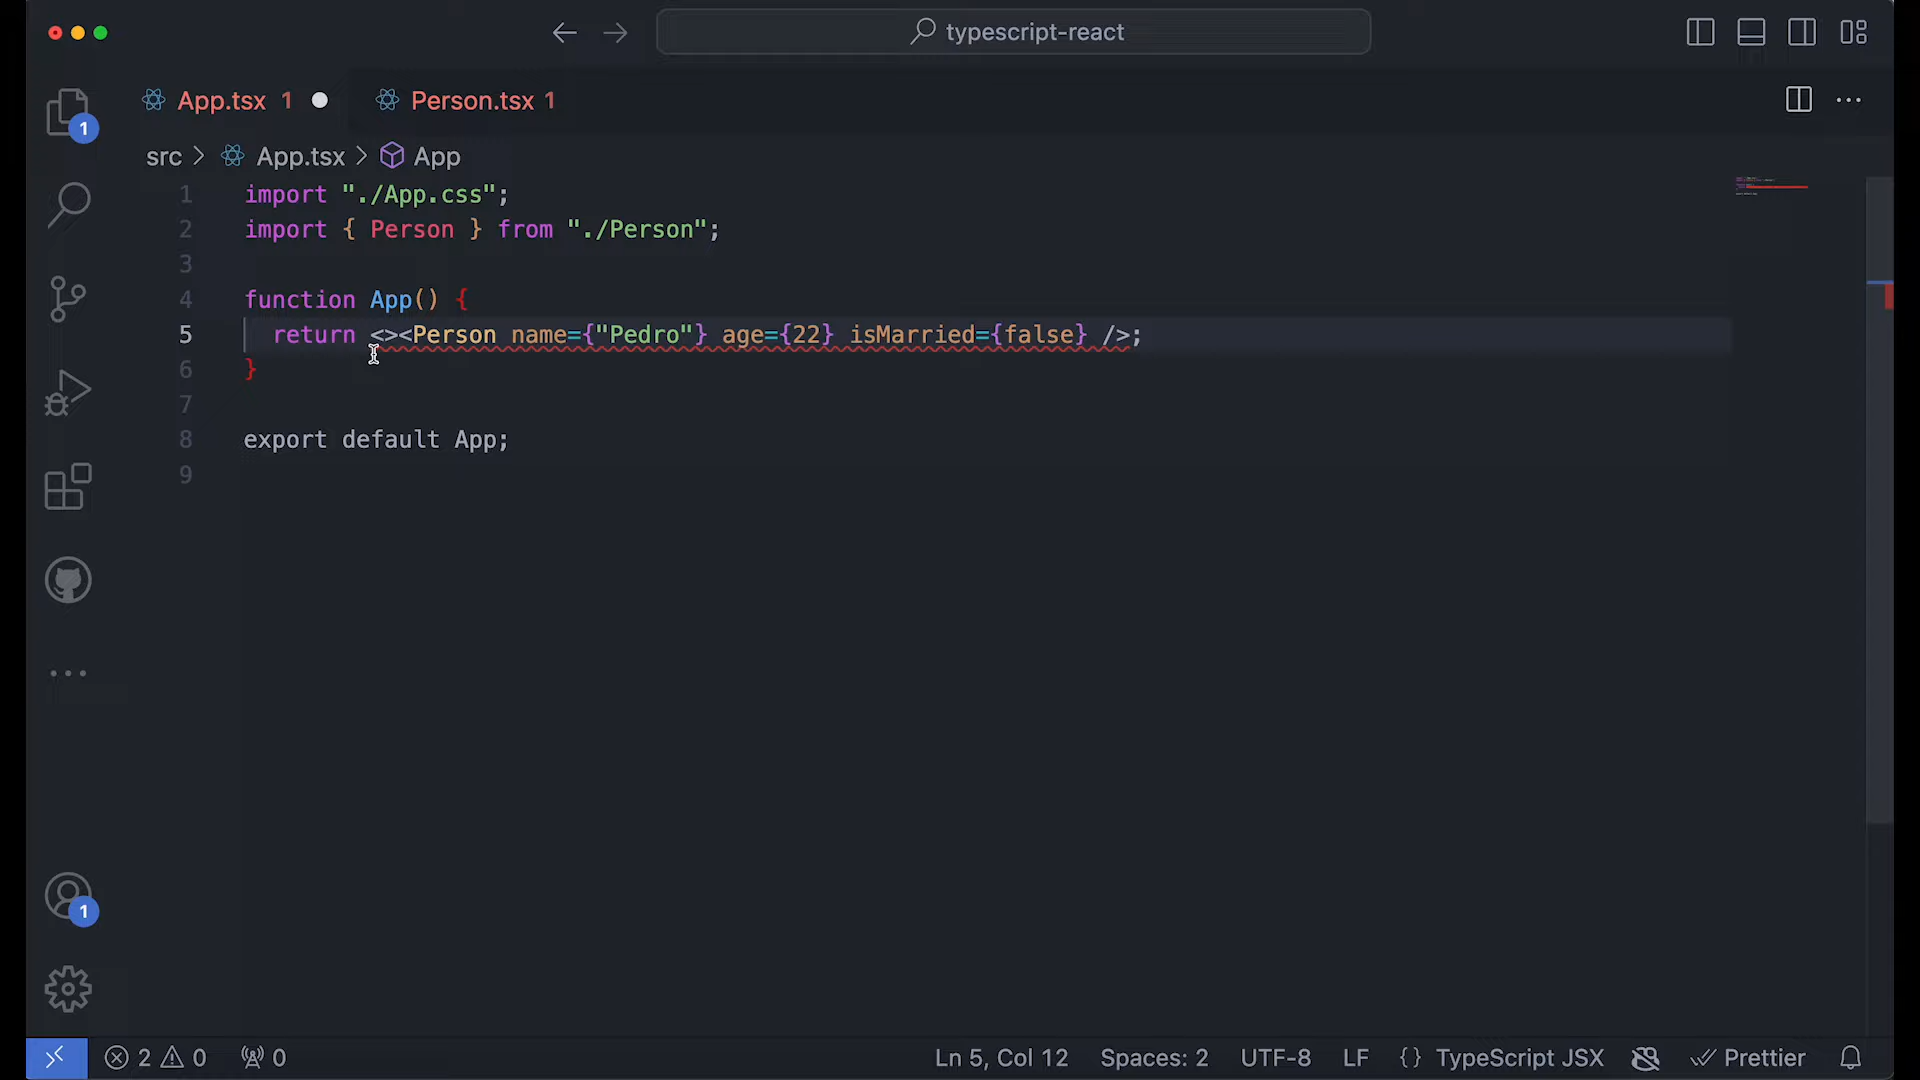 typescript-react
App.tsx 1
Person.tsx 1
1
src > App.tsx > App
1 import "./App.css";
2 import { Person } from "./Person";
3
4 function App() {
5 return <><Person name={"Pedro"} age={22} isMarried={false} />;
6 }
7
8 export default App;
9
1
2 0 0 Ln 5, Col 12 Spaces: 2 UTF-8 LF {} TypeScript JSX Prettier